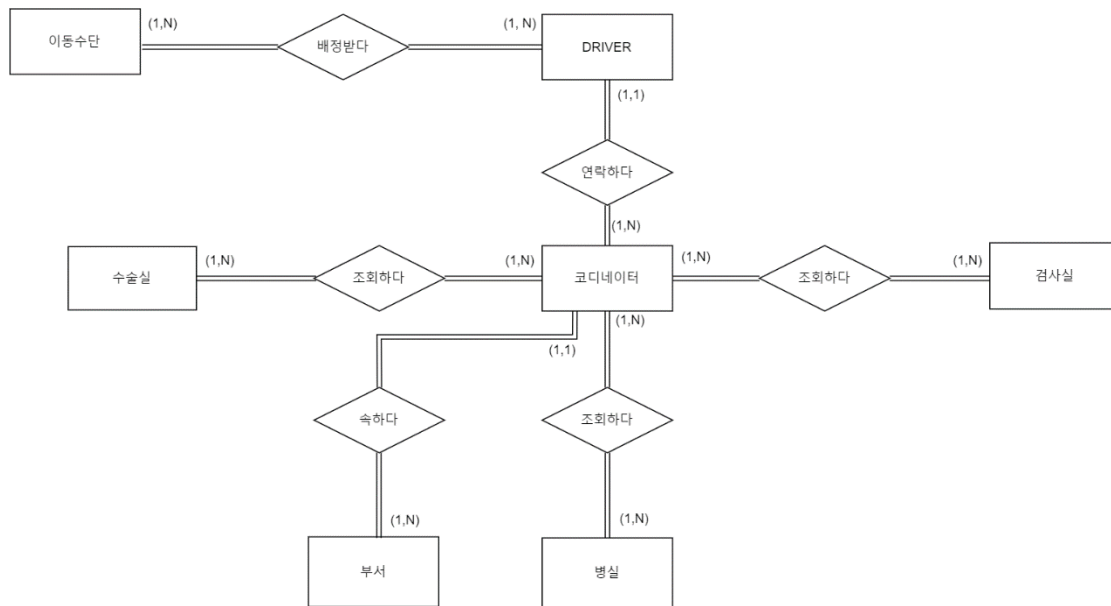 이동수단
(1,N)
배정받다
(1, N)
DRIVER
(1,1)
연락하다
(1,N)
수술실
(1,N)
조회하다
(1,N)
코디네이터
(1,N)
조회하다
(1,N)
검사실
(1,1)
(1,N)
속하다
조회하다
(1,N)
(1,N)
부서
병실